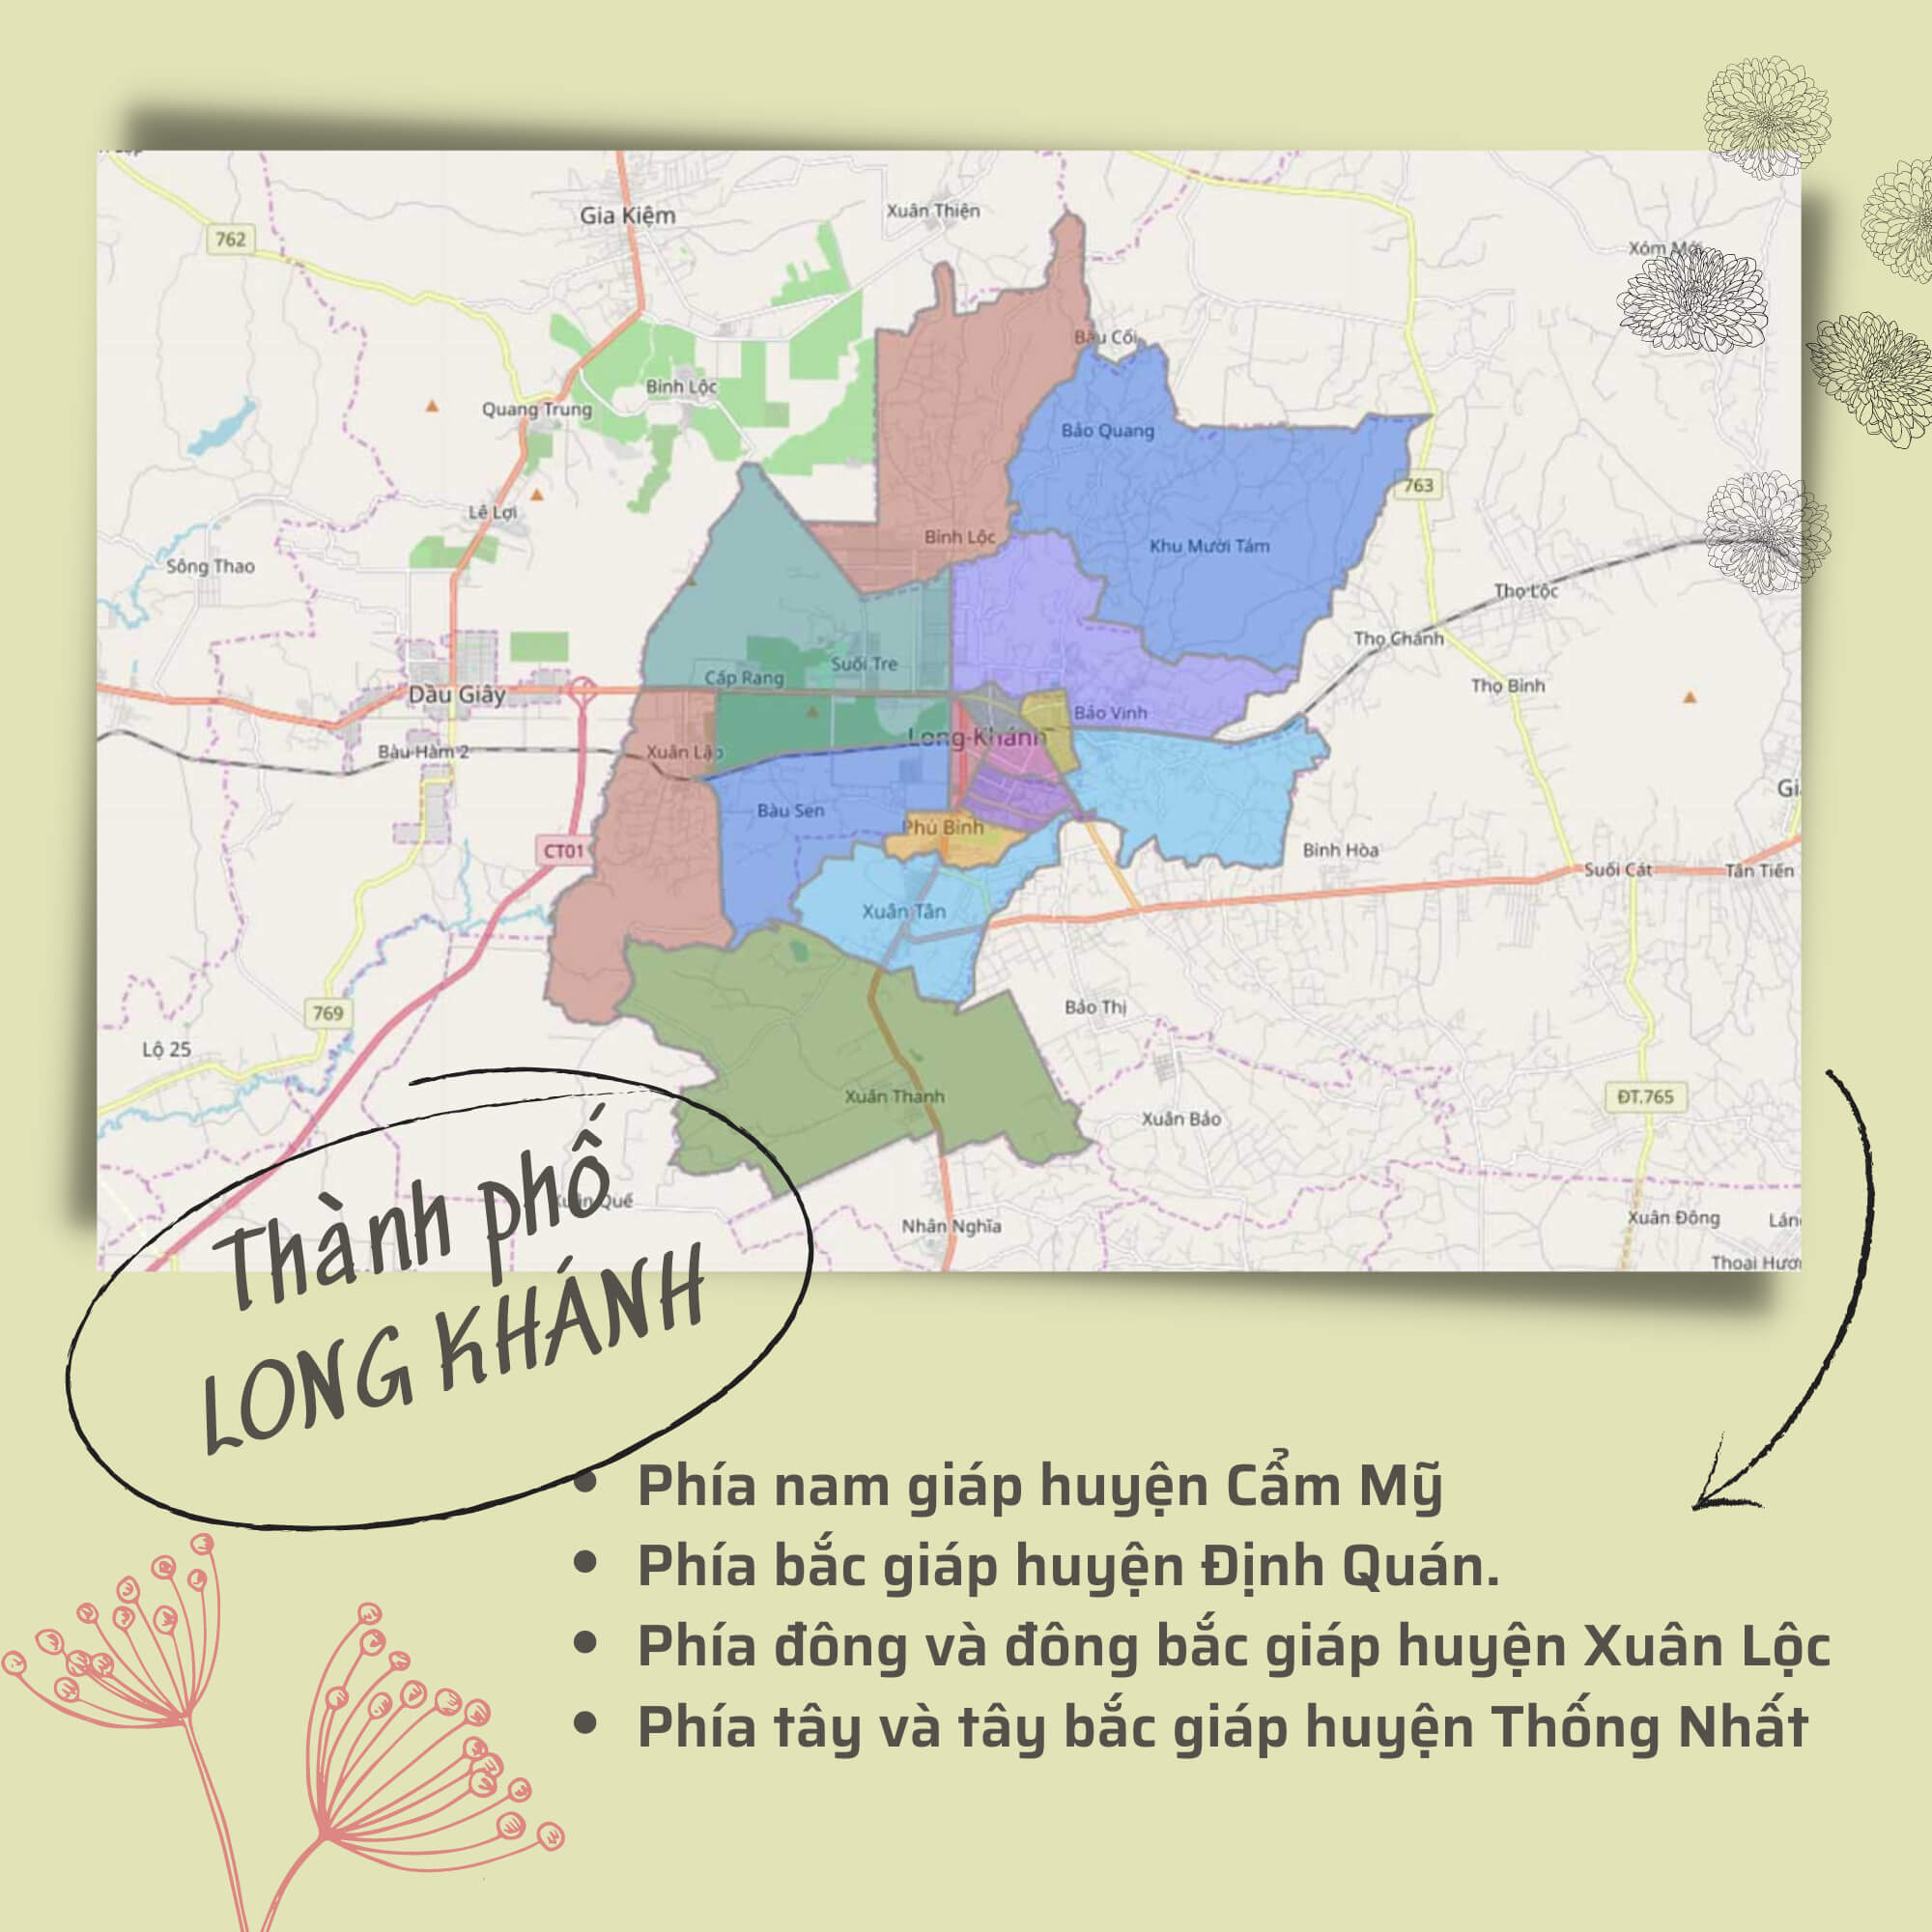 Gia Kiệm
Xuân Thiện
762
Xóm Mới
Bàu Cối
Bình Lộc
Quang Trung
Bảo Quang
763
Lê Lợi
Bình Lộc
Khu Mười Tám
Sông Thao
Thọ Lộc
Thọ Chánh
Suối Tre
Cấp Rang
Thọ Bình
Dầu Giây
Bảo Vinh
Long Khánh
Bàu Hàm 2
Xuân Lập
Gi
Bàu Sen
Phú Bình
CT01
Bình Hòa
Suối Cát
Tân Tiến
Xuân Tân
Bảo Thị
769
Lộ 25
Xuân Thanh
ĐT.765
Xuân Bảo
Xuân Quế
Nhân Nghĩa
Xuân Đông
Láng
Thoại Hươn
Thành phố
LONG KHÁNH
• Phía nam giáp huyện Cẩm Mỹ
• Phía bắc giáp huyện Định Quán.
• Phía đông và đông bắc giáp huyện Xuân Lộc
• Phía tây và tây bắc giáp huyện Thống Nhất